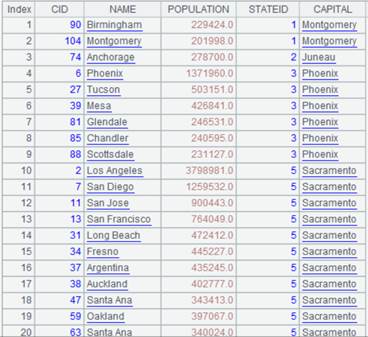 Index CID NAME POPULATION STATEID CAPITAL
1 90 Birmingham 229424.0 1 Montgomery
2 104 Montgomery 201998.0 1 Montgomery
3 74 Anchorage 278700.0 2 Juneau
4 6 Phoenix 1371960.0 3 Phoenix
5 27 Tucson 503151.0 3 Phoenix
6 39 Mesa 426841.0 3 Phoenix
7 81 Glendale 246531.0 3 Phoenix
8 85 Chandler 240595.0 3 Phoenix
9 88 Scottsdale 231127.0 3 Phoenix
10 2 Los Angeles 3798981.0 5 Sacramento
11 7 San Diego 1259532.0 5 Sacramento
12 11 San Jose 900443.0 5 Sacramento
13 13 San Francisco 764049.0 5 Sacramento
14 31 Long Beach 472412.0 5 Sacramento
15 34 Fresno 445227.0 5 Sacramento
16 37 Argentina 435245.0 5 Sacramento
17 38 Auckland 402777.0 5 Sacramento
18 47 Santa Ana 343413.0 5 Sacramento
19 59 Oakland 397067.0 5 Sacramento
20 63 Santa Ana 340024.0 5 Sacramento